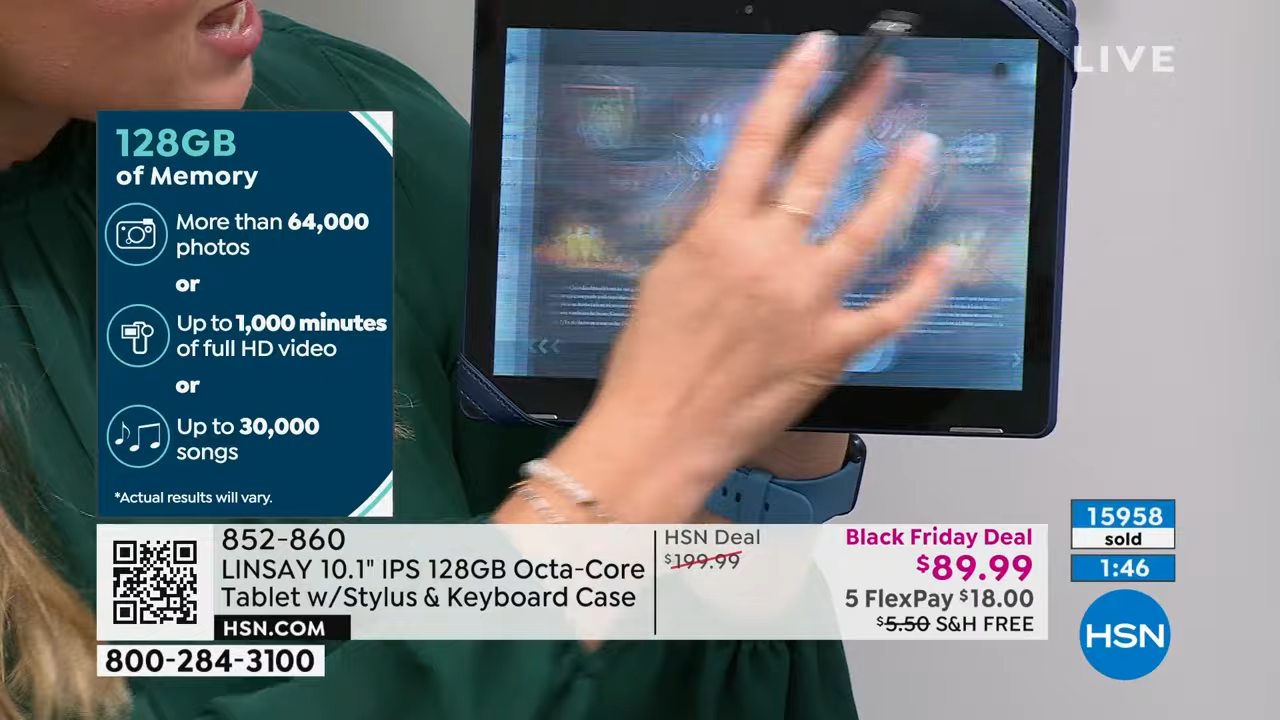 LIVE
128GB
of Memory
More than 64,000
photos
or
Up to 1,000 minutes
of full HD video
or
Up to 30,000
songs
*Actual results will vary.
852-860
LINSAY 10.1" IPS 128GB Octa-Core
Tablet w/Stylus & Keyboard Case
HSN.COM
800-284-3100
HSN Deal
$199.99
Black Friday Deal
$89.99
5 FlexPay $18.00
$5.50 S&H FREE
15958
sold
1:46
HSN